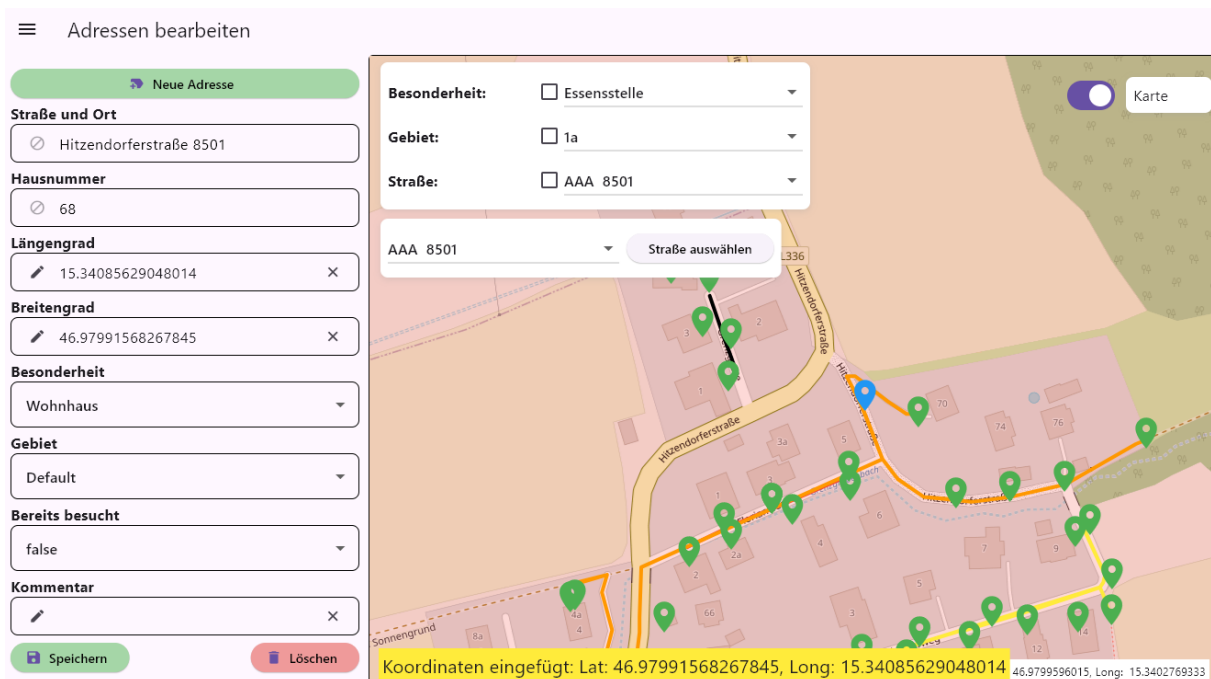 Adressen bearbeiten
Neue Adresse
Straße und Ort
Hitzendorferstraße 8501
Hausnummer
68
Längengrad
15.34085629048014
Breitengrad
46.97991568267845
Besonderheit
Wohnhaus
Gebiet
Default
Bereits besucht
false
Kommentar
Speichern
Löschen
Besonderheit:
Essensstelle
Gebiet:
1a
Straße:
AAA 8501
AAA 8501
Straße auswählen
Karte
L336
Hitzendorferstraße
3
2
1
Hitzendorferstraße
Hitzendorferstraße
70
74
76
3a
5
3
1
6
Hitzendorferstraße
2a
4
7
9
2
5
66
3
4a
4
8a
Sonnengrund
12
14
Koordinaten eingefügt: Lat: 46.97991568267845, Long: 15.34085629048014
46.9799596015, Long: 15.3402769333